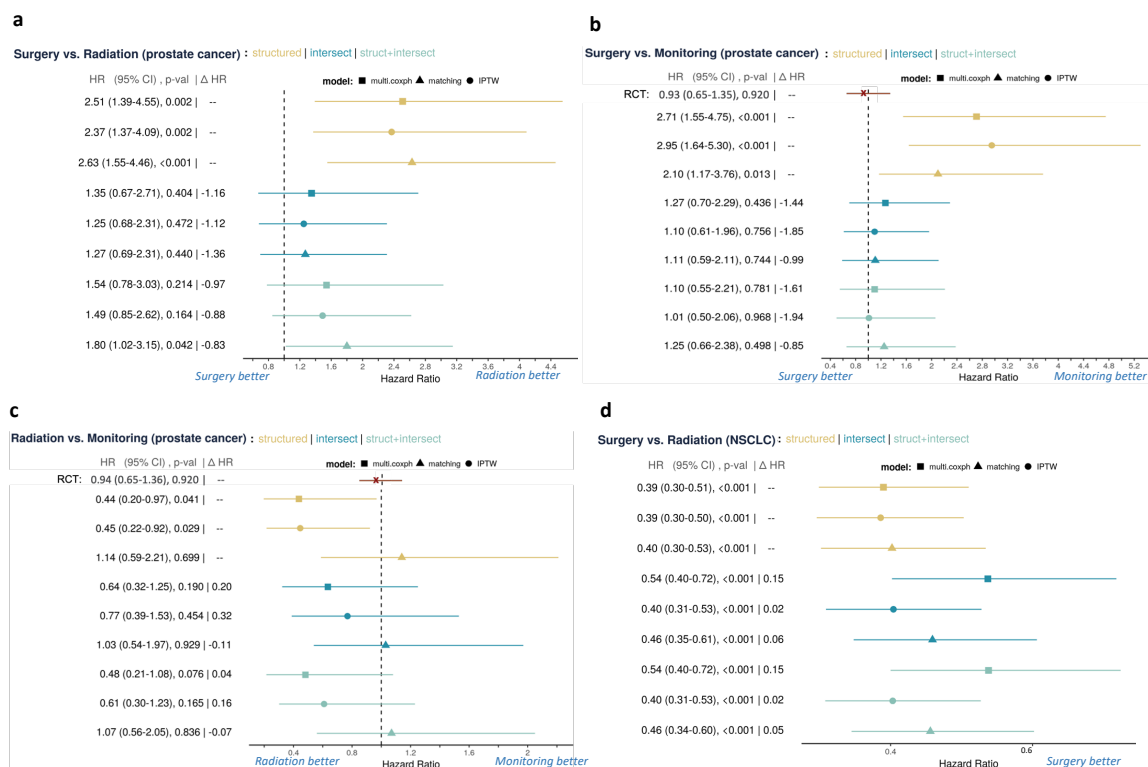 a
Surgery vs. Radiation (prostate cancer) : structured | intersect | struct+intersect
HR (95% CI) , p-val | Δ HR
model: multi.coxph matching IPTW
2.51 (1.39-4.55), 0.002 | --
2.37 (1.37-4.09), 0.002 | --
2.63 (1.55-4.46), <0.001 | --
1.35 (0.67-2.71), 0.404 | -1.16
1.25 (0.68-2.31), 0.472 | -1.12
1.27 (0.69-2.31), 0.440 | -1.36
1.54 (0.78-3.03), 0.214 | -0.97
1.49 (0.85-2.62), 0.164 | -0.88
1.80 (1.02-3.15), 0.042 | -0.83
0.8 1.2 1.6 2 2.4 2.8 3.2 3.6 4 4.4
Surgery better Hazard Ratio Radiation better
b
Surgery vs. Monitoring (prostate cancer) : structured | intersect | struct+intersect
HR (95% CI) , p-val | Δ HR
model: multi.coxph matching IPTW
RCT: 0.93 (0.65-1.35), 0.920 | --
2.71 (1.55-4.75), <0.001 | --
2.95 (1.64-5.30), <0.001 | --
2.10 (1.17-3.76), 0.013 | --
1.27 (0.70-2.29), 0.436 | -1.44
1.10 (0.61-1.96), 0.756 | -1.85
1.11 (0.59-2.11), 0.744 | -0.99
1.10 (0.55-2.21), 0.781 | -1.61
1.01 (0.50-2.06), 0.968 | -1.94
1.25 (0.66-2.38), 0.498 | -0.85
0.4 0.8 1.2 1.6 2 2.4 2.8 3.2 3.6 4 4.4 4.8 5.2
Surgery better Hazard Ratio Monitoring better
c
Radiation vs. Monitoring (prostate cancer) : structured | intersect | struct+intersect
HR (95% CI) , p-val | Δ HR
model: multi.coxph matching IPTW
RCT: 0.94 (0.65-1.36), 0.920 | --
0.44 (0.20-0.97), 0.041 | --
0.45 (0.22-0.92), 0.029 | --
1.14 (0.59-2.21), 0.699 | --
0.64 (0.32-1.25), 0.190 | 0.20
0.77 (0.39-1.53), 0.454 | 0.32
1.03 (0.54-1.97), 0.929 | -0.11
0.48 (0.21-1.08), 0.076 | 0.04
0.61 (0.30-1.23), 0.165 | 0.16
1.07 (0.56-2.05), 0.836 | -0.07
0.4 0.8 1.2 1.6 2
Radiation better Hazard Ratio Monitoring better
d
Surgery vs. Radiation (NSCLC) : structured | intersect | struct+intersect
HR (95% CI) , p-val | Δ HR
model: multi.coxph matching IPTW
0.39 (0.30-0.51), <0.001 | --
0.39 (0.30-0.50), <0.001 | --
0.40 (0.30-0.53), <0.001 | --
0.54 (0.40-0.72), <0.001 | 0.15
0.40 (0.31-0.53), <0.001 | 0.02
0.46 (0.35-0.61), <0.001 | 0.06
0.54 (0.40-0.72), <0.001 | 0.15
0.40 (0.31-0.53), <0.001 | 0.02
0.46 (0.34-0.60), <0.001 | 0.05
0.4 0.6
Hazard Ratio Surgery better